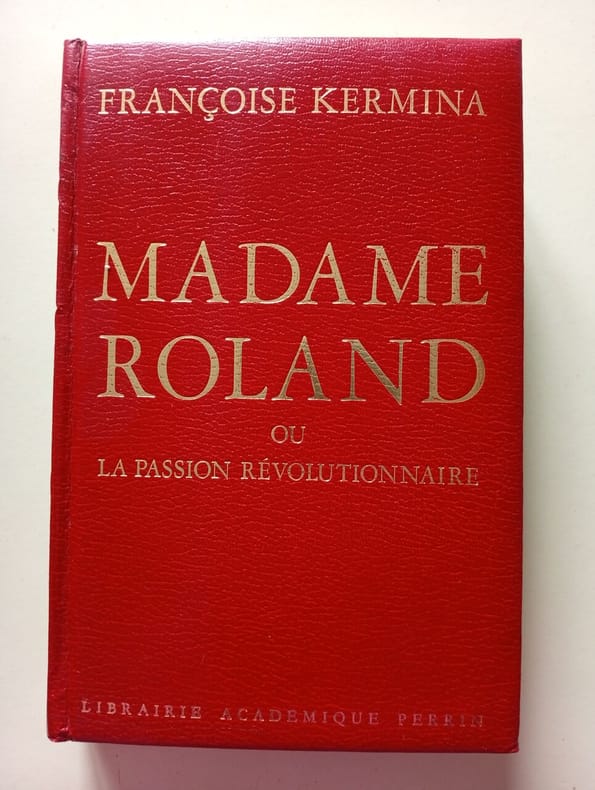 FRANÇOISE KERMINA
MADAME
ROLAND
OU
LA PASSION RÉVOLUTIONNAIRE
LIBRAIRIE ACADEMIQUE PERRIN